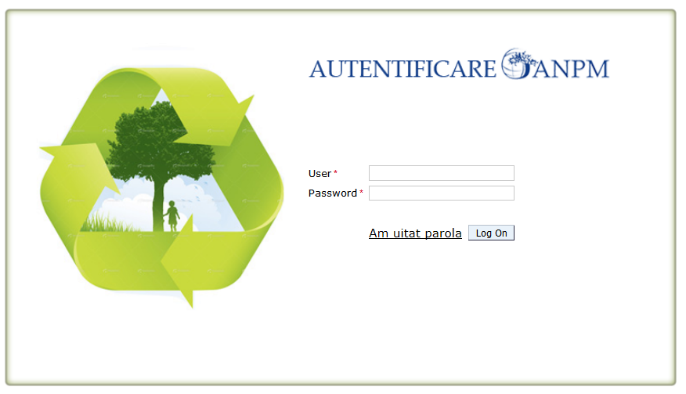 AUTENTIFICARE ANPM
User *
Password *
Am uitat parola Log On